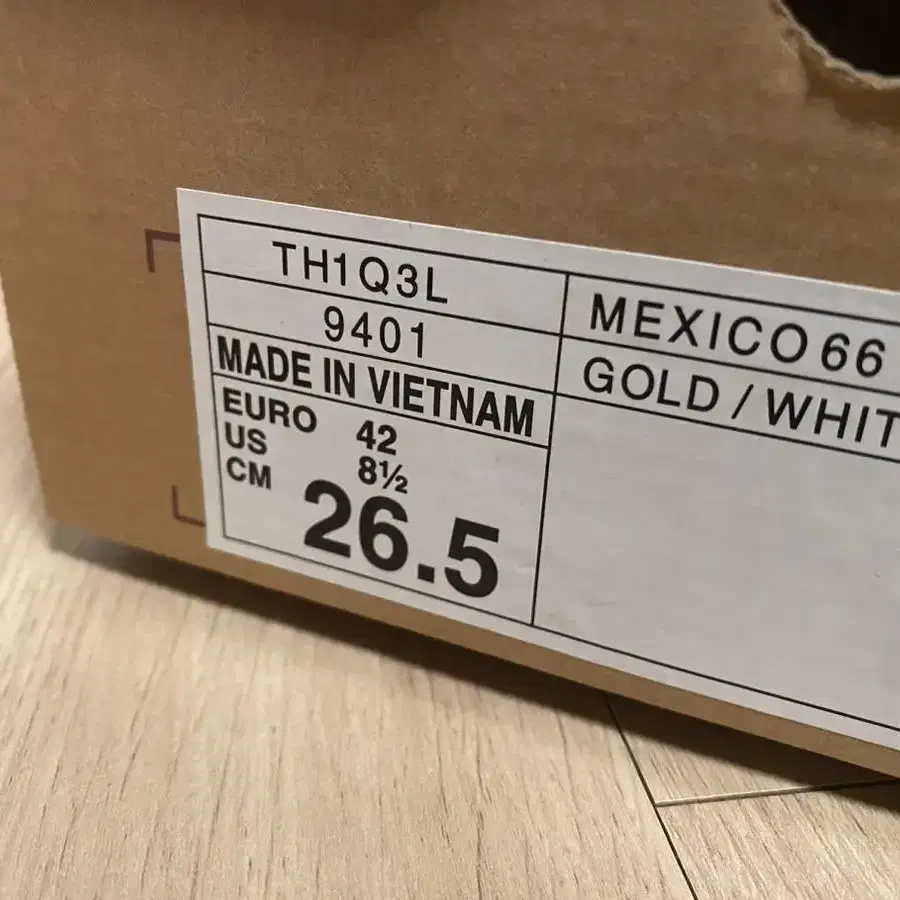 TH1Q3L
9401
MADE IN VIETNAM
EURO 42
US 8½
CM 26.5
MEXICO 66
GOLD / WHIT